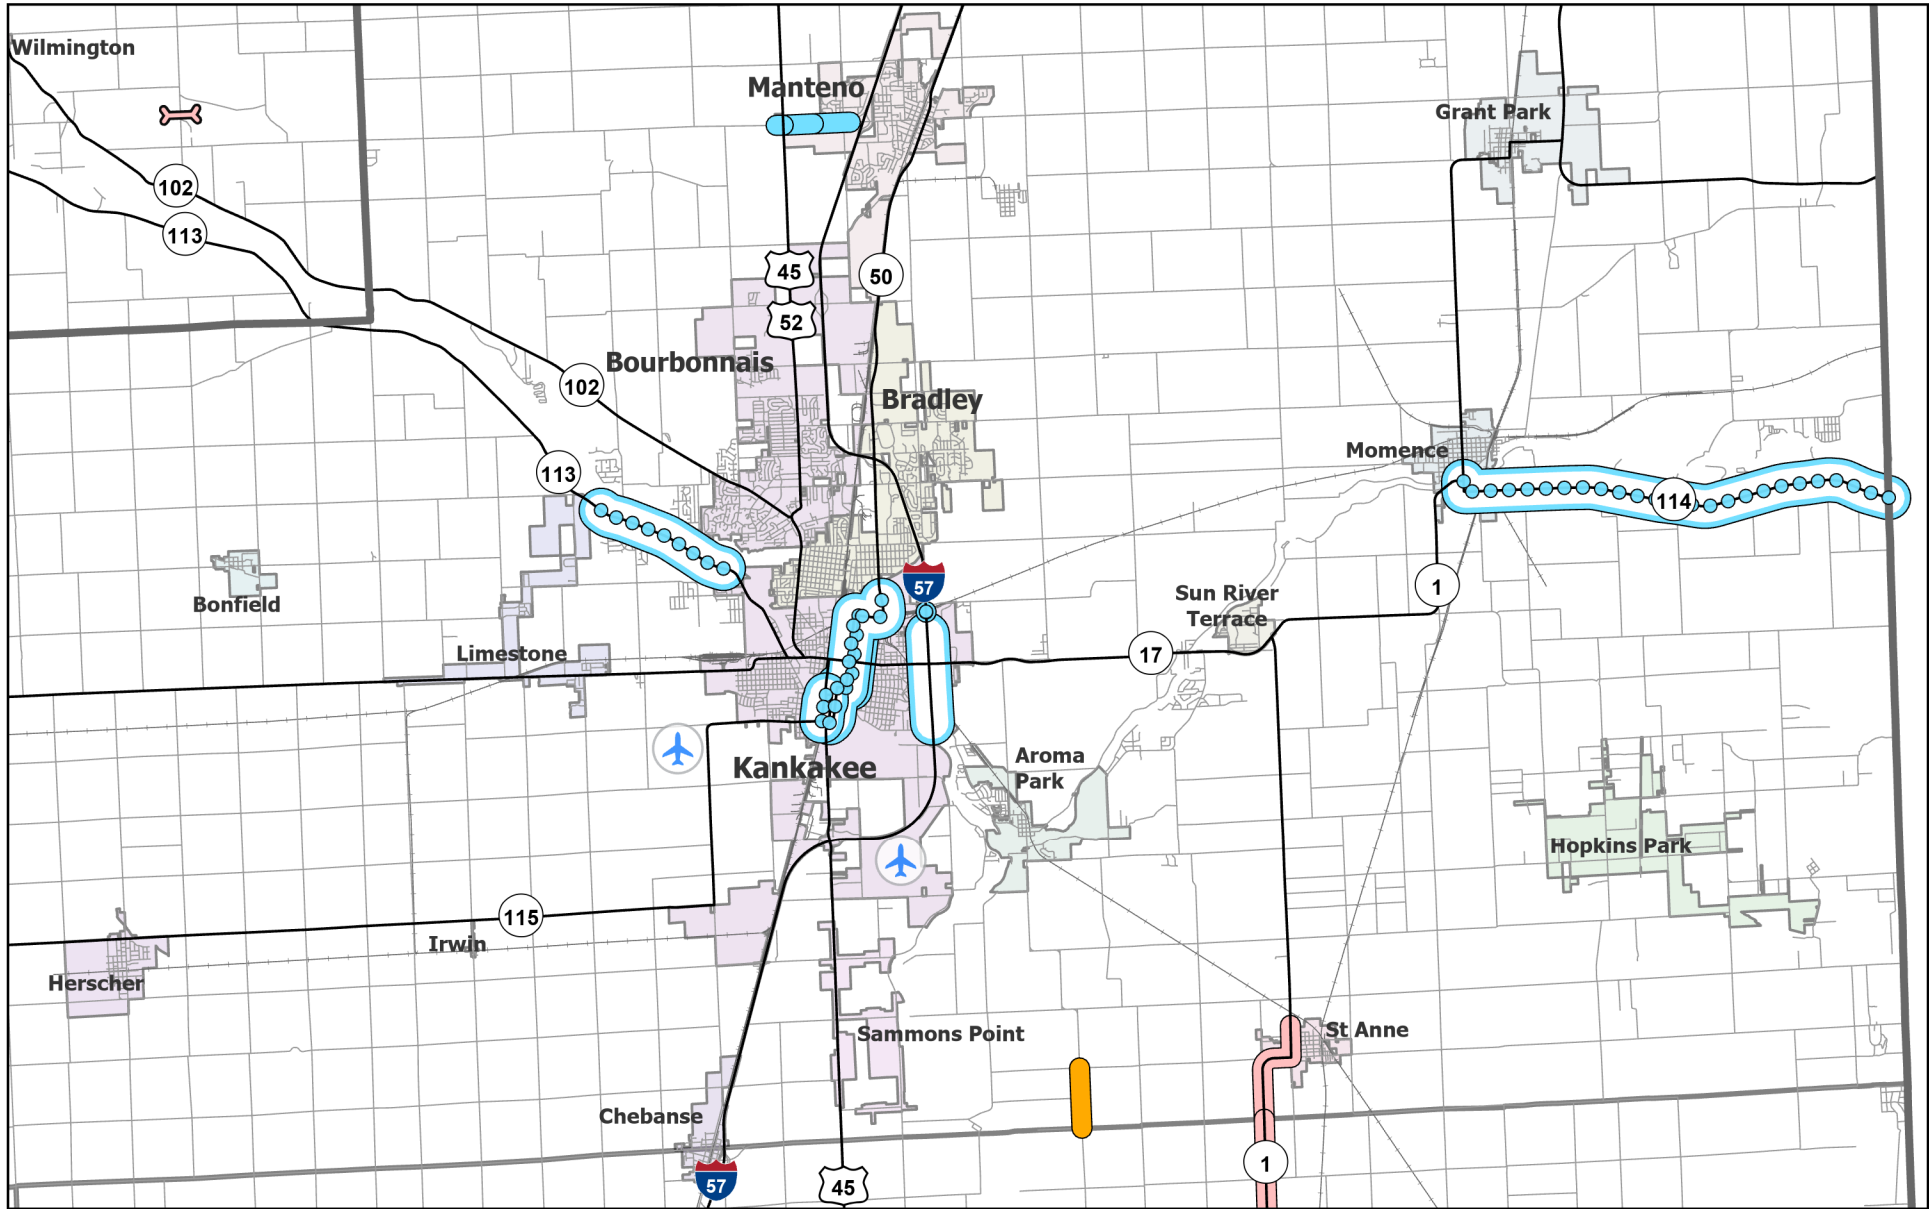 Wilmington
Manteno
Grant Park
102
113
45
50
52
Bourbonnais
102
Bradley
Momence
113
114
57
1
Bonfield
Sun River
Terrace
Limestone
17
Kankakee
Aroma
Park
Hopkins Park
115
Irwin
Herscher
Sammons Point
St Anne
Chebanse
1
57
45